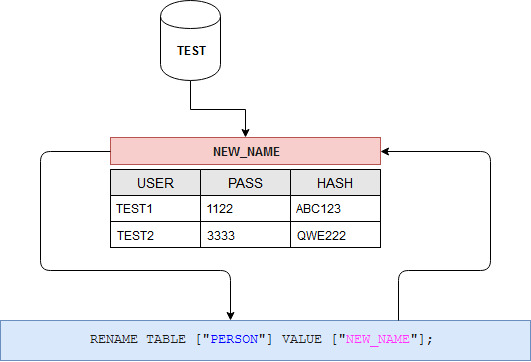 TEST
NEW_NAME
USER PASS HASH
TEST1 1122 ABC123
TEST2 3333 QWE222
RENAME TABLE ["PERSON"] VALUE ["NEW_NAME"];